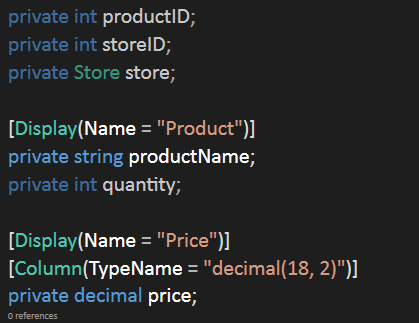 private int productID;
private int storeID;
private Store store;
[Display(Name = "Product")]
private string productName;
private int quantity;
[Display(Name = "Price")]
[Column(TypeName = "decimal(18, 2)")]
private decimal price;
0 references